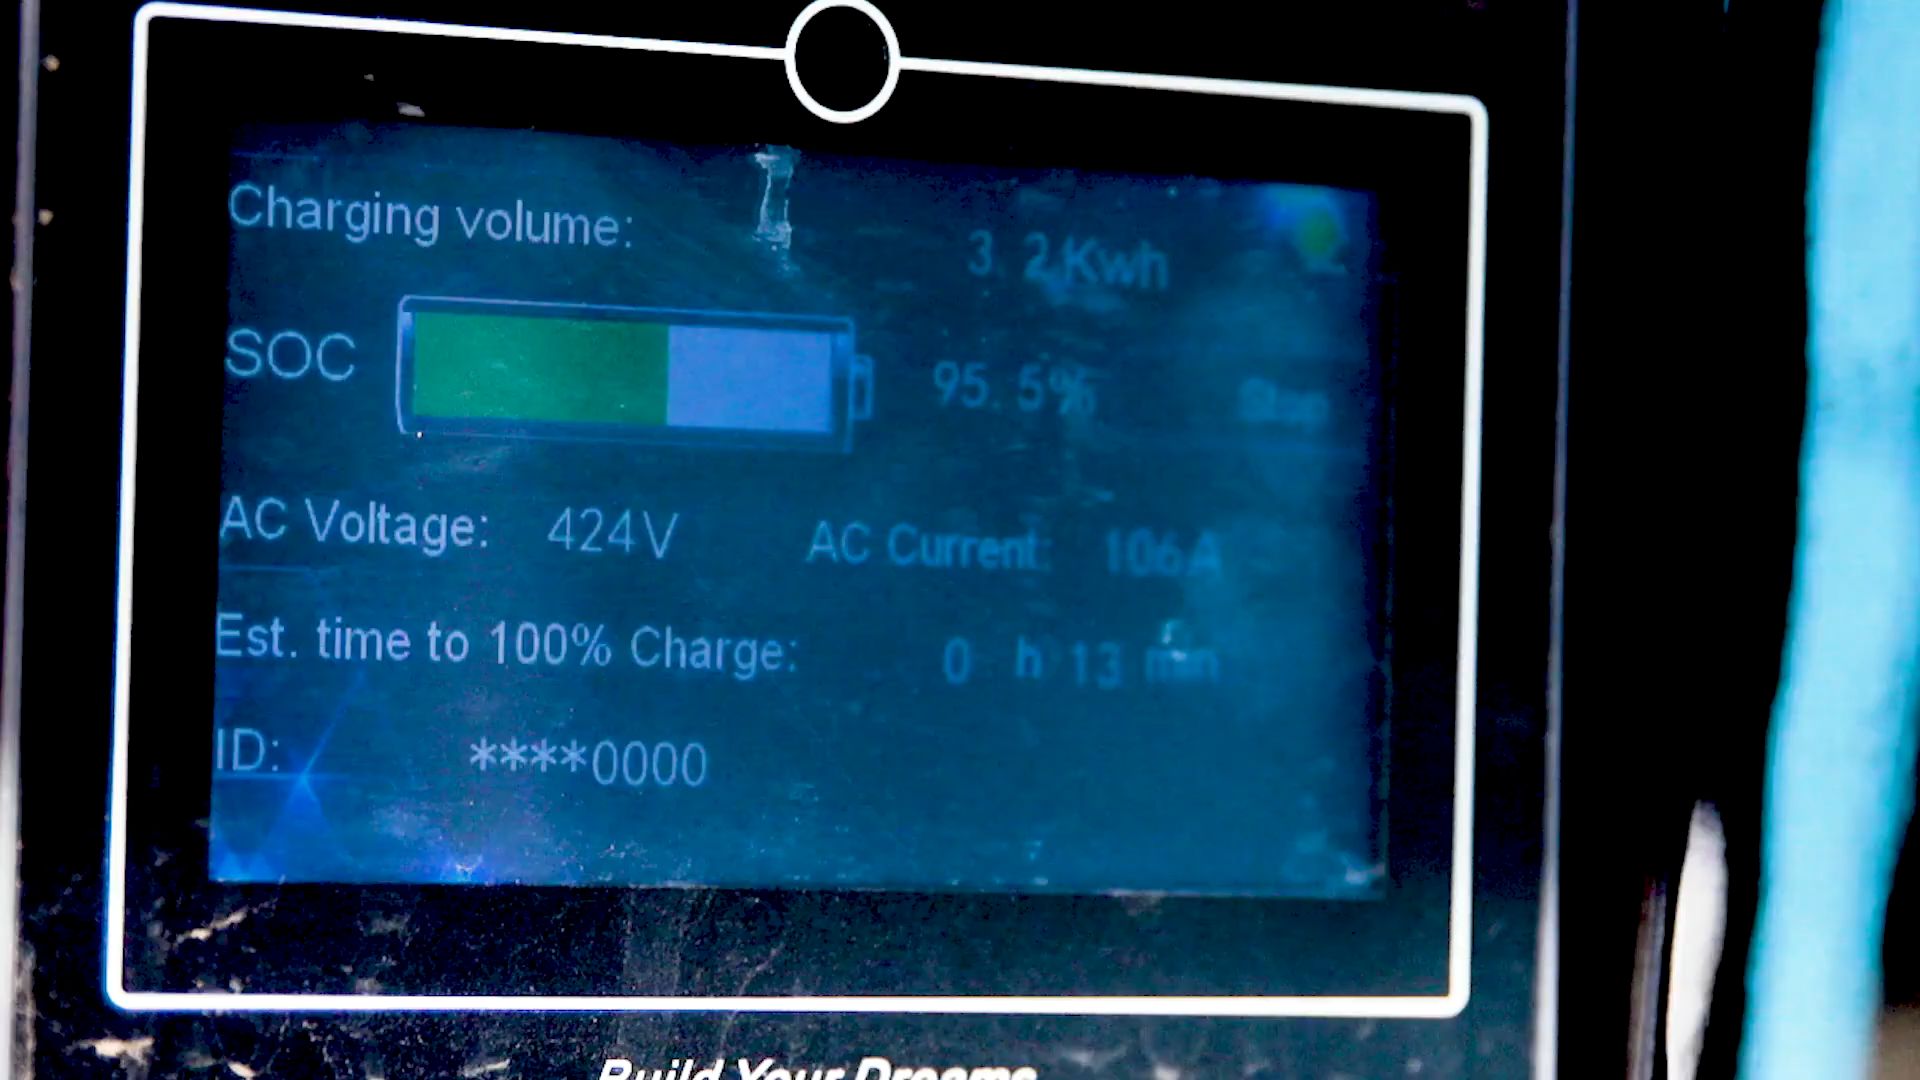 Charging volume: 3. 2Kwh
SOC 95. 5% Stop
AC Voltage: 424V AC Current: 106A
Est. time to 100% Charge: 0 h 13 min
ID: ****0000
Build Your Dreams